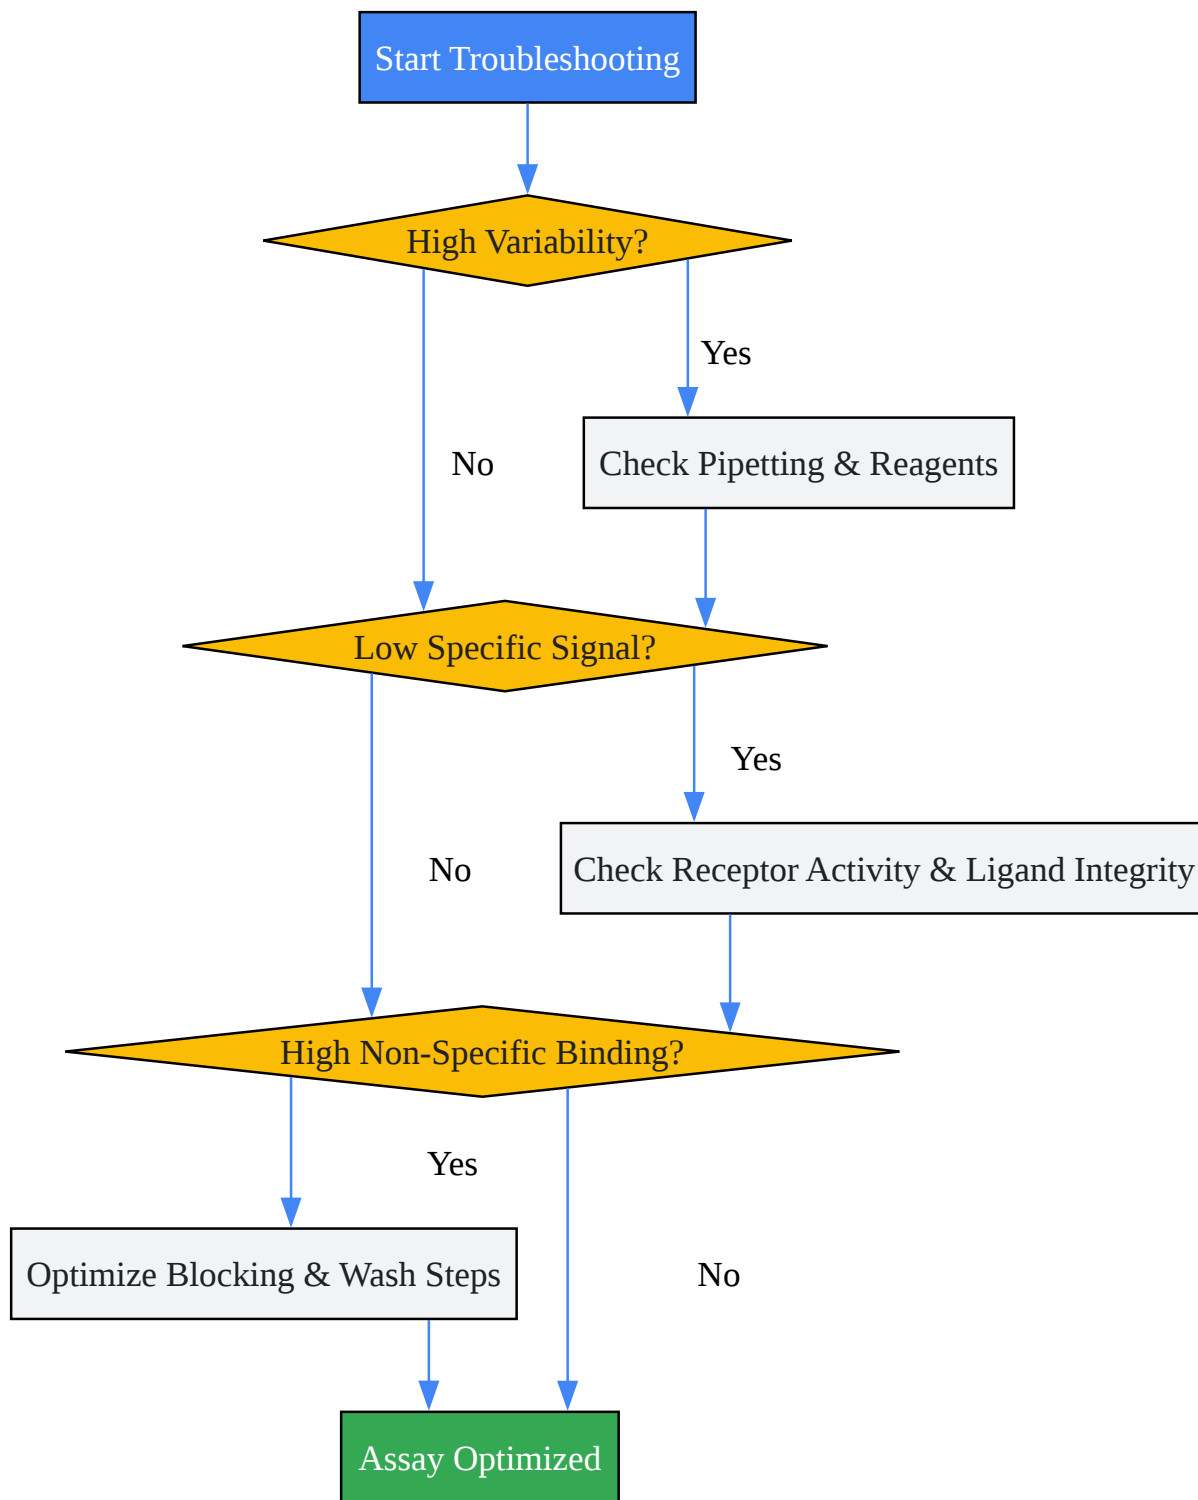 Start Troubleshooting
High Variability?
Yes
No
Check Pipetting & Reagents
Low Specific Signal?
Yes
No
Check Receptor Activity & Ligand Integrity
High Non-Specific Binding?
Yes
Optimize Blocking & Wash Steps
No
Assay Optimized